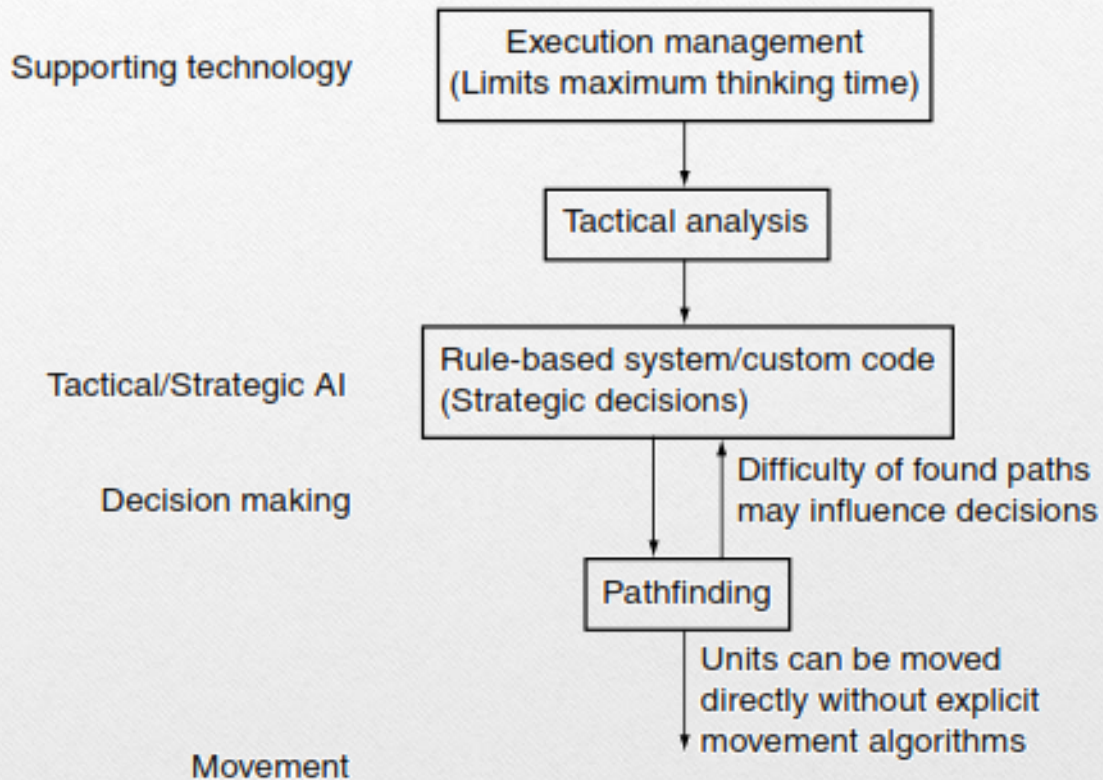 Execution management
Supporting technology
(Limits maximum thinking time)
Tactical analysis
Rule-based system/custom code
Tactical/Strategic AI
(Strategic decisions)
Difficulty of found paths
Decision making
may influence decisions
Pathfinding
Units can be moved
directly without explicit
movement algorithms
Movement